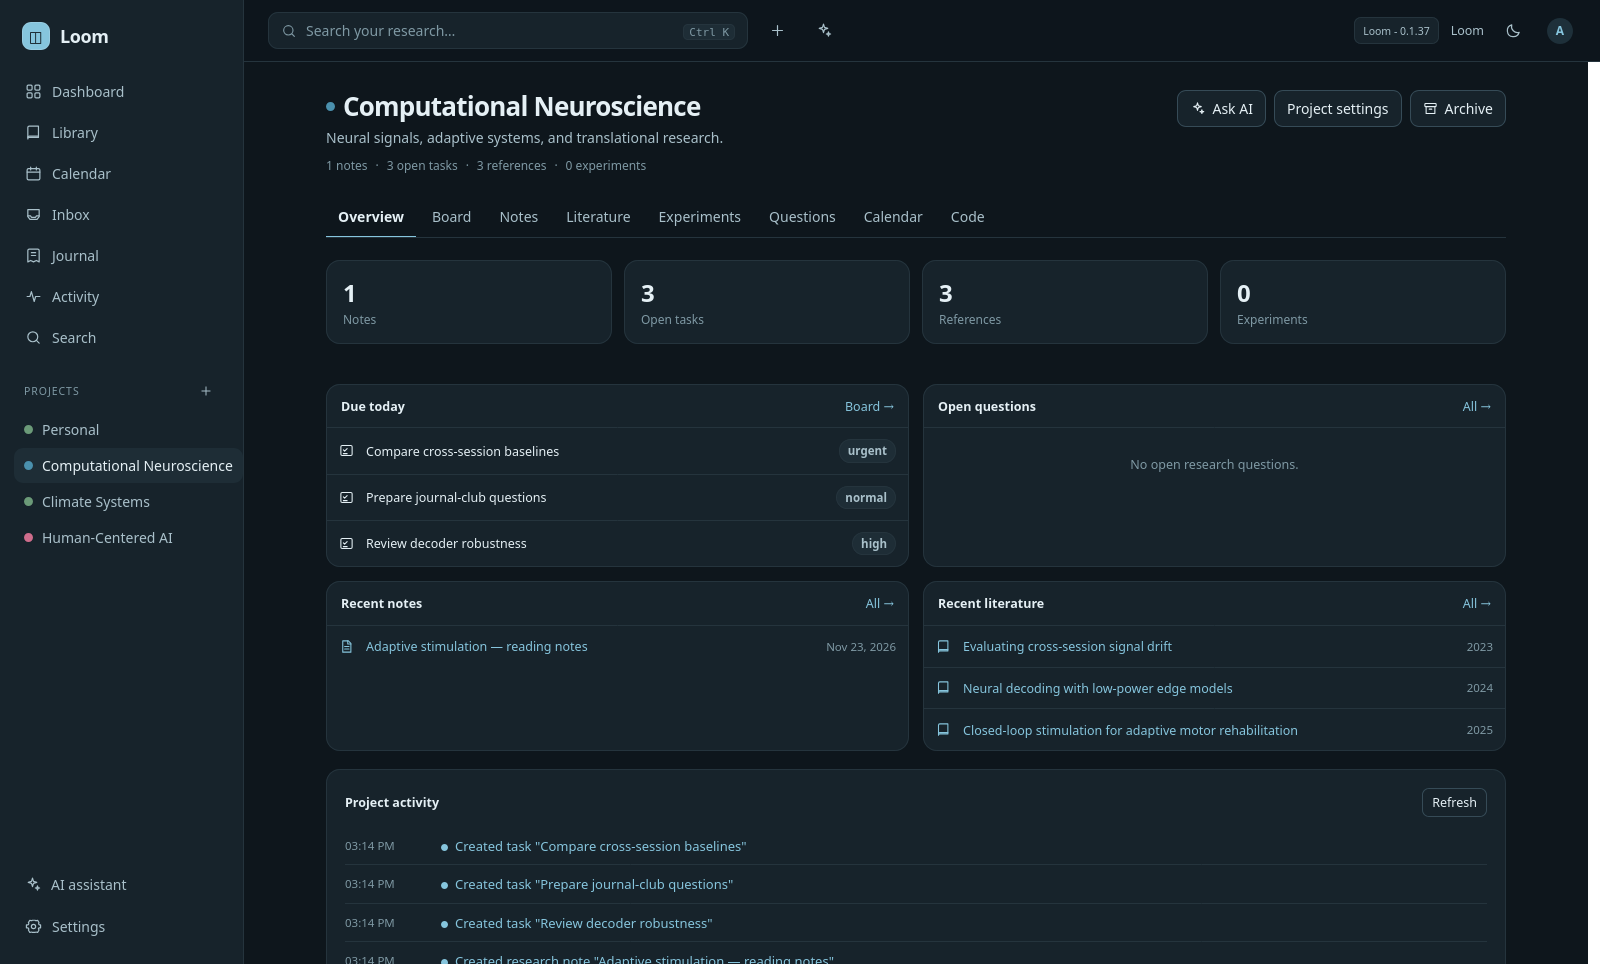 Loom
Search your research...
Ctrl K
Loom - 0.1.37
Loom
A
Dashboard
Library
Calendar
Inbox
Journal
Activity
Search
PROJECTS
Personal
Computational Neuroscience
Climate Systems
Human-Centered AI
AI assistant
Settings
Computational Neuroscience
Neural signals, adaptive systems, and translational research.
1 notes · 3 open tasks · 3 references · 0 experiments
Ask AI
Project settings
Archive
Overview Board Notes Literature Experiments Questions Calendar Code
1
Notes
3
Open tasks
3
References
0
Experiments
Due today
Board →
Compare cross-session baselines
urgent
Prepare journal-club questions
normal
Review decoder robustness
high
Open questions
All →
No open research questions.
Recent notes
All →
Adaptive stimulation — reading notes
Nov 23, 2026
Recent literature
All →
Evaluating cross-session signal drift
2023
Neural decoding with low-power edge models
2024
Closed-loop stimulation for adaptive motor rehabilitation
2025
Project activity
Refresh
03:14 PM Created task "Compare cross-session baselines"
03:14 PM Created task "Prepare journal-club questions"
03:14 PM Created task "Review decoder robustness"
03:14 PM Created research note "Adaptive stimulation — reading notes"